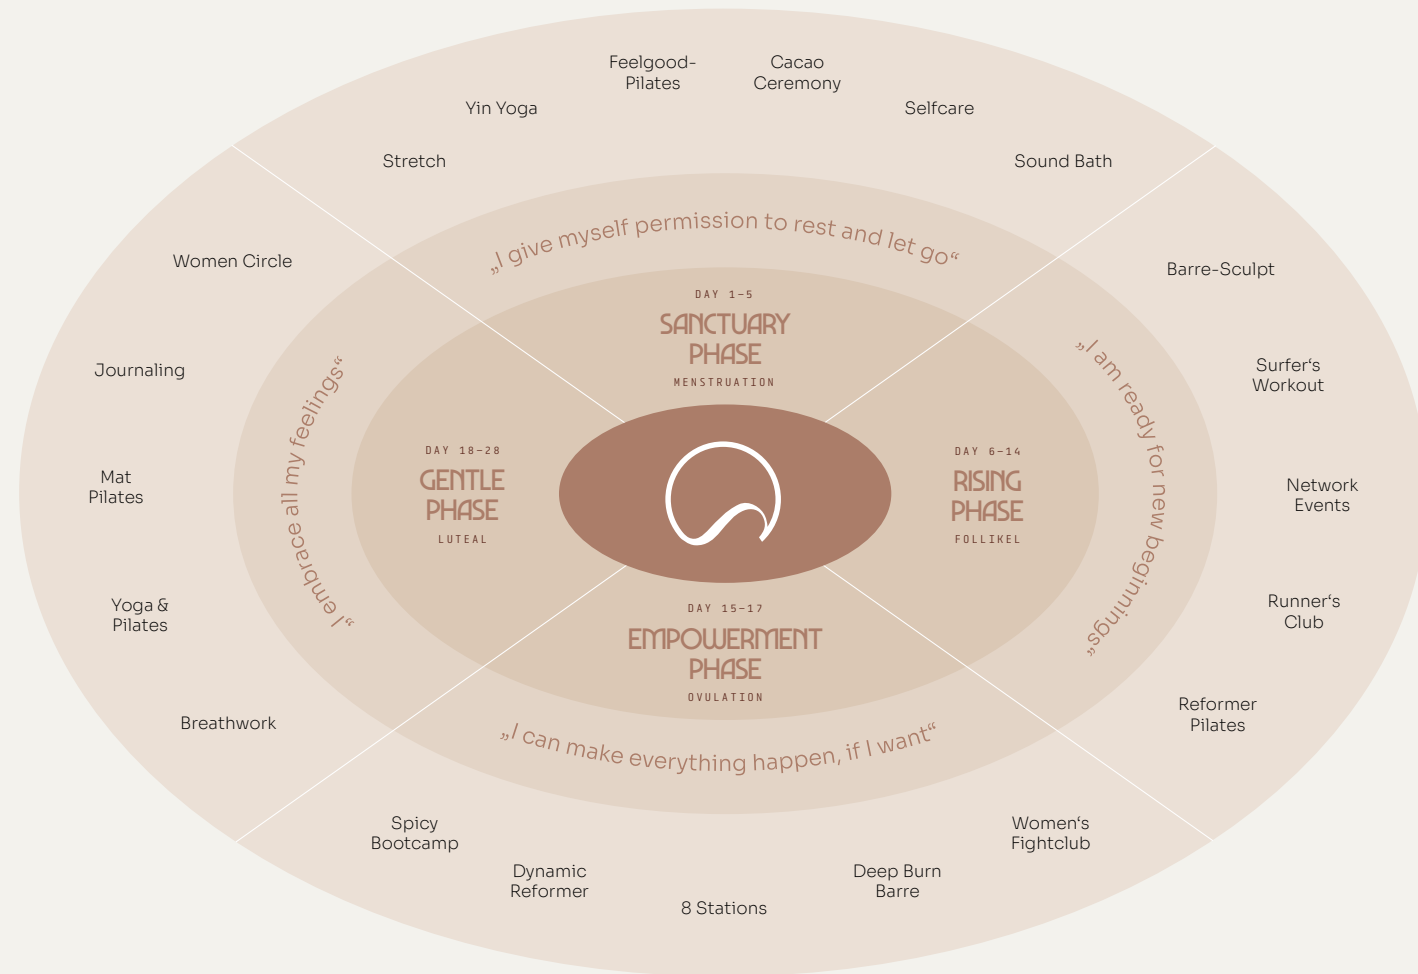 Feelgood-
Pilates
Cacao
Ceremony
Yin Yoga
Selfcare
Stretch
Sound Bath
„I give myself permission to rest and let go“
Women Circle
Barre-Sculpt
DAY 1–5
SANCTUARY
PHASE
MENSTRUATION
Journaling
„I embrace all my feelings“
„I am ready for new beginnings“
Surfer‘s
Workout
DAY 18–28
GENTLE
PHASE
LUTEAL
DAY 6–14
RISING
PHASE
FOLLIKEL
Mat
Pilates
Network
Events
Yoga &
Pilates
DAY 15–17
EMPOWERMENT
PHASE
OVULATION
Runner‘s
Club
Breathwork
„I can make everything happen, if I want“
Reformer
Pilates
Spicy
Bootcamp
Dynamic
Reformer
8 Stations
Deep Burn
Barre
Women‘s
Fightclub